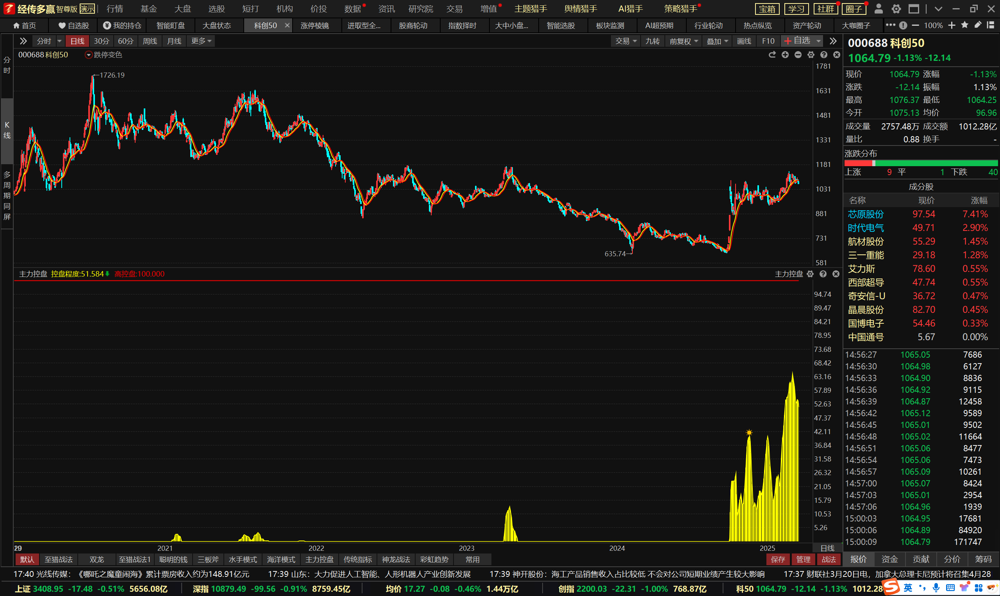 经传多赢 智尊版 演示 行情 基金 大盘 选股 短打 机构 价投 数据 资讯 研究院 交易 增值 主题猎手 舆情猎手 AI猎手 策略猎手 宝箱 学习 社群 圈子
首页 自选股 我的持仓 智能盯盘 大盘状态 科创50 涨停棱镜 进取型全... 股商轮动 指数择时 大中小盘... 智能选股 板块监测 AI超预期 行业轮动 热点纵览 资产轮动 大咖圈子 100%
分时 日线 30分 60分 周线 月线 更多 交易 九转 前复权 叠加 画线 F10 自选
分时
K线
多周期同屏
000688 科创50 跌停变色
1726.19
635.74
1781
1631
1481
1331
1181
1031
881
731
581
主力控盘 控盘程度:51.584 高控盘:100.000 主力控盘
94.74
89.47
84.21
78.95
73.68
68.42
63.16
57.89
52.63
47.37
42.11
36.84
31.58
26.32
21.05
15.79
10.53
5.26
2021 2022 2023 2024 2025 日线
默认 至猎战法 双龙 至猎战法1 聪明的钱 三板斧 水手模式 海洋模式 主力控盘 传统指标 神龙战法 彩虹趋势 常用 保存 管理 战法
000688 科创50
1064.79 -1.13% -12.14
现价 1064.79 涨幅 -1.13%
涨跌 -12.14 振幅 1.13%
最高 1076.37 最低 1064.25
今开 1075.13 均价 96.96
成交量 2757.48万 成交额 1012.28亿
量比 0.88 换手 -
涨跌分布
上涨 9 平 1 下跌 40
成分股
名称 现价 涨幅
芯原股份 97.54 7.41%
时代电气 49.71 2.90%
航材股份 55.29 1.45%
三一重能 29.18 1.28%
艾力斯 78.60 0.55%
西部超导 47.74 0.55%
奇安信-U 36.72 0.47%
晶晨股份 82.70 0.45%
国博电子 54.46 0.33%
中国通号 5.67 0.00%
14:56:27 1065.05 7686
14:56:30 1064.98 6127
14:56:33 1064.90 8836
14:56:36 1064.92 9115
14:56:39 1064.87 12458
14:56:42 1065.12 9589
14:56:45 1065.01 9502
14:56:48 1065.02 11664
14:56:51 1065.06 8477
14:56:54 1065.06 7473
14:56:57 1065.09 10261
14:57:00 1065.07 8424
14:57:03 1065.01 2954
14:57:06 1064.96 1939
15:00:03 1064.95 17681
15:00:06 1064.89 84920
15:00:09 1064.79 171747
报价 资金 贡献 分价 筹码
17:40 光线传媒：《哪吒之魔童闹海》累计票房收入约为148.91亿元 17:39 山东：大力促进人工智能、人形机器人产业创新发展 17:39 神开股份：海工产品销售收入占比较低 不会对公司短期业绩产生较大影响 17:37 财联社3月20日电，加拿大总理卡尼预计将召集4月28
上证 3408.95 -17.48 -0.51% 5656.08亿 深指 10879.49 -99.56 -0.91% 8759.45亿 均价 17.27 -0.08 -0.46% 1.44万亿 创指 2200.03 -22.31 -1.00% 768.87亿 科50 1064.79 -12.14 -1.13% 1012.28 英